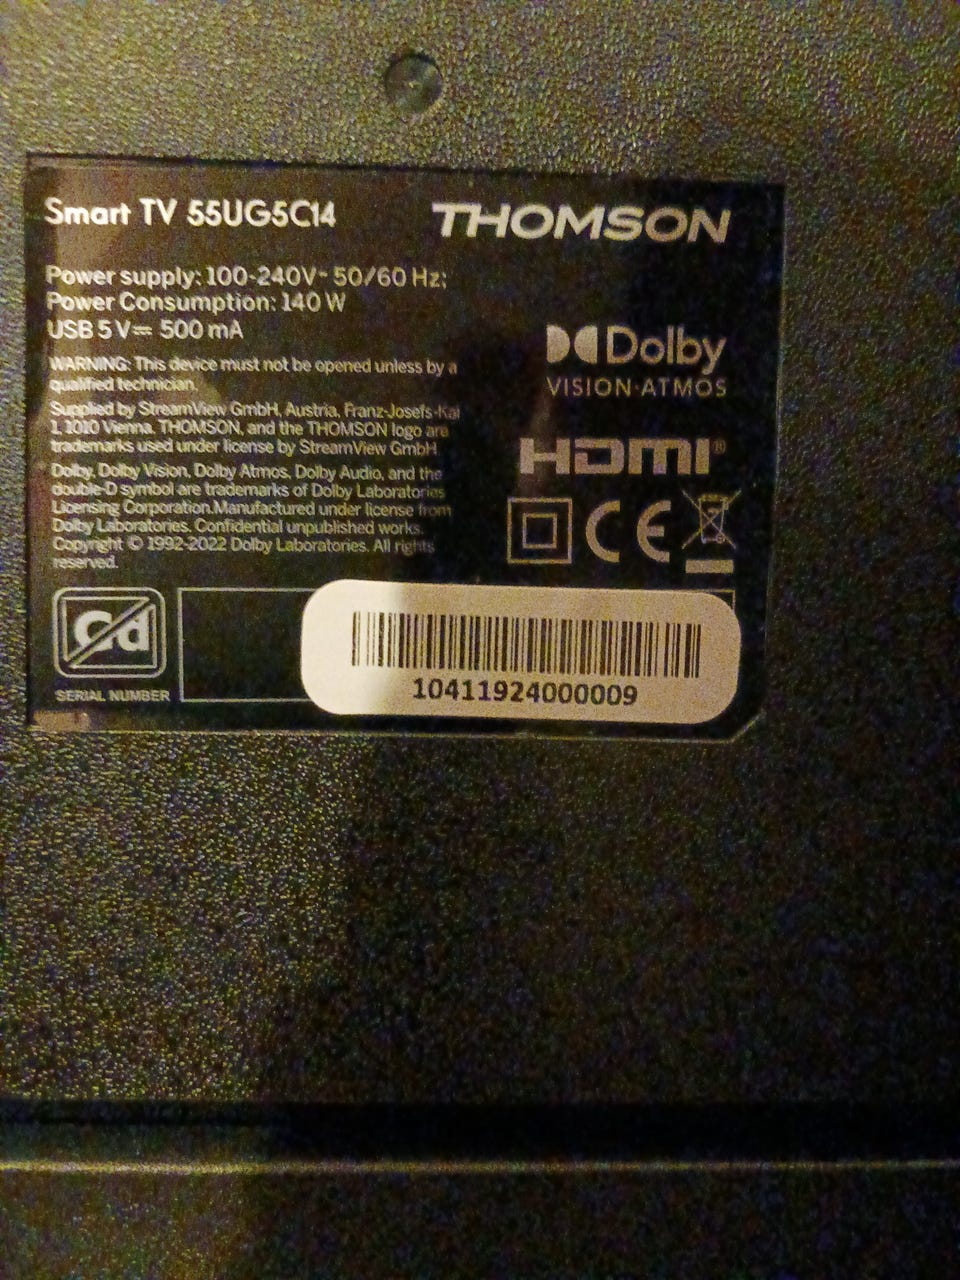 Smart TV 55UG5C14
THOMSON
Power supply: 100-240V~ 50/60 Hz;
Power Consumption: 140 W
USB 5 V⎓ 500 mA
WARNING: This device must not be opened unless by a
qualified technician.
Supplied by StreamView GmbH, Austria, Franz-Josefs-Kai
1, 1010 Vienna. THOMSON, and the THOMSON logo are
trademarks used under license by StreamView GmbH
Dolby, Dolby Vision, Dolby Atmos, Dolby Audio, and the
double-D symbol are trademarks of Dolby Laboratories
Licensing Corporation.Manufactured under license from
Dolby Laboratories. Confidential unpublished works.
Copyright © 1992-2022 Dolby Laboratories. All rights
reserved.
Dolby
VISION·ATMOS
HDMI®
CE
Cd
SERIAL NUMBER
10411924000009